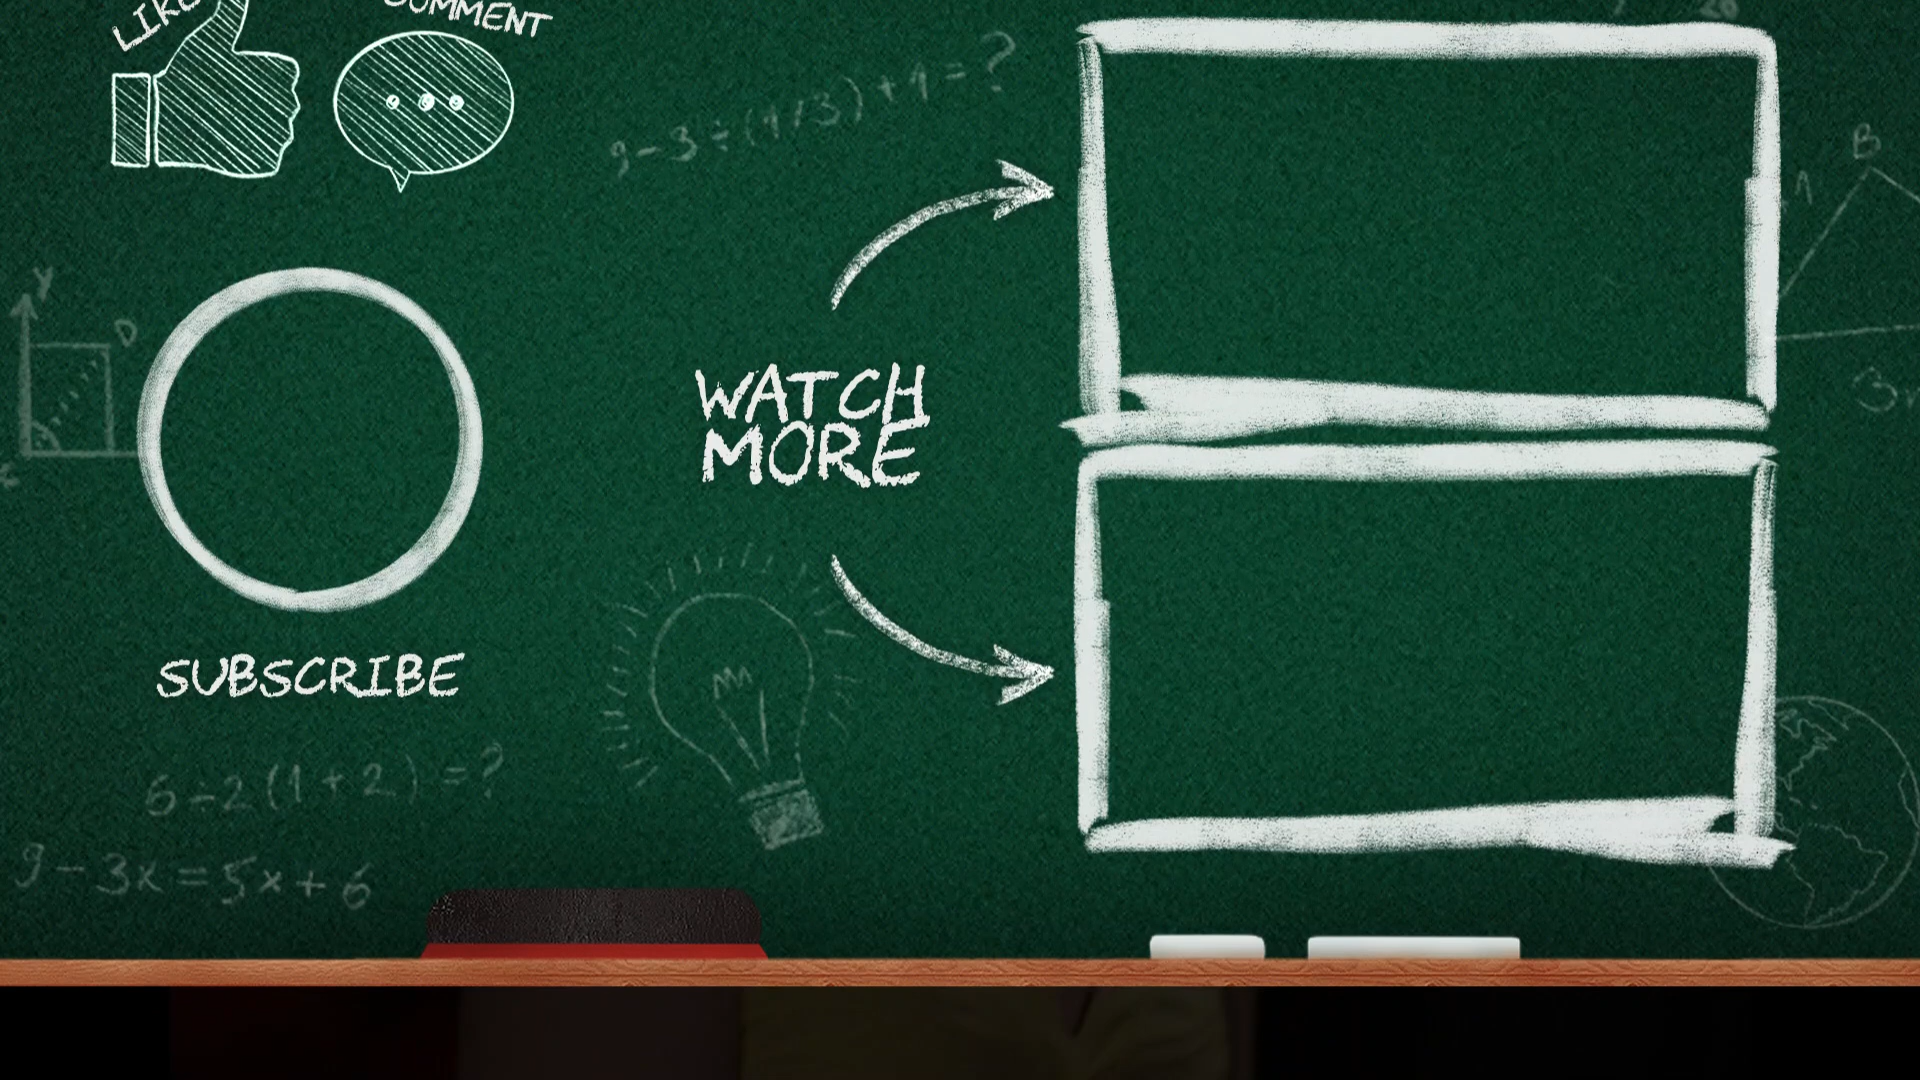 LIKE
COMMENT
9-3÷(1/3)+1=?
B
1
Y
D
WATCH
MORE
SUBSCRIBE
6÷2(1+2)=?
9-3x=5x+6